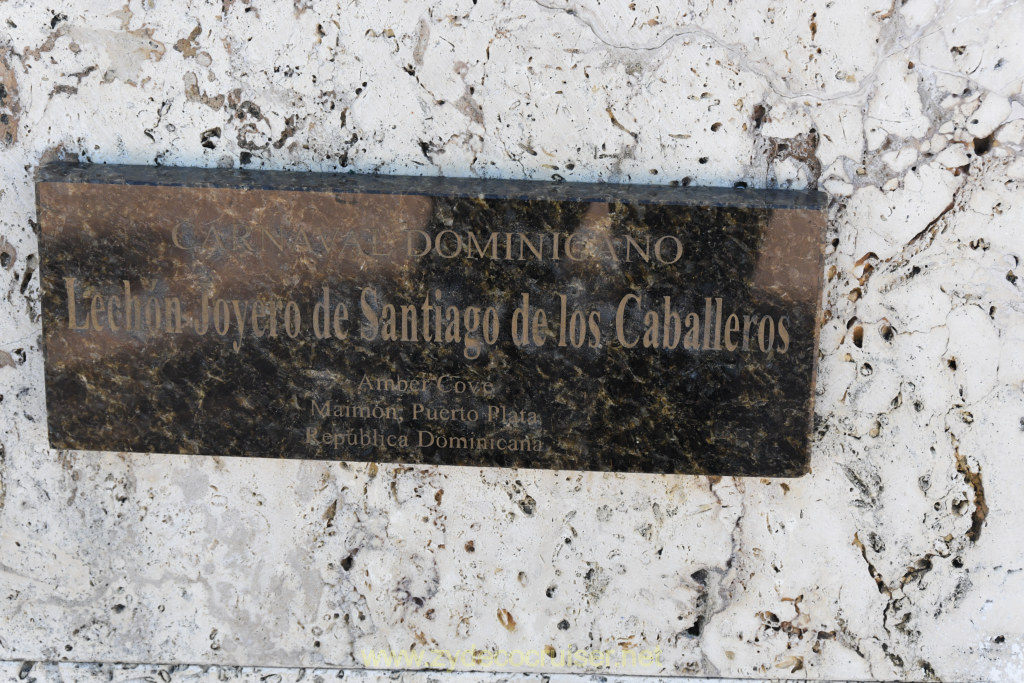 CARNAVAL DOMINICANO
Lechón Joyero de Santiago de los Caballeros
Amber Cove
Maimón, Puerto Plata
República Dominicana
www.zydecocruiser.net